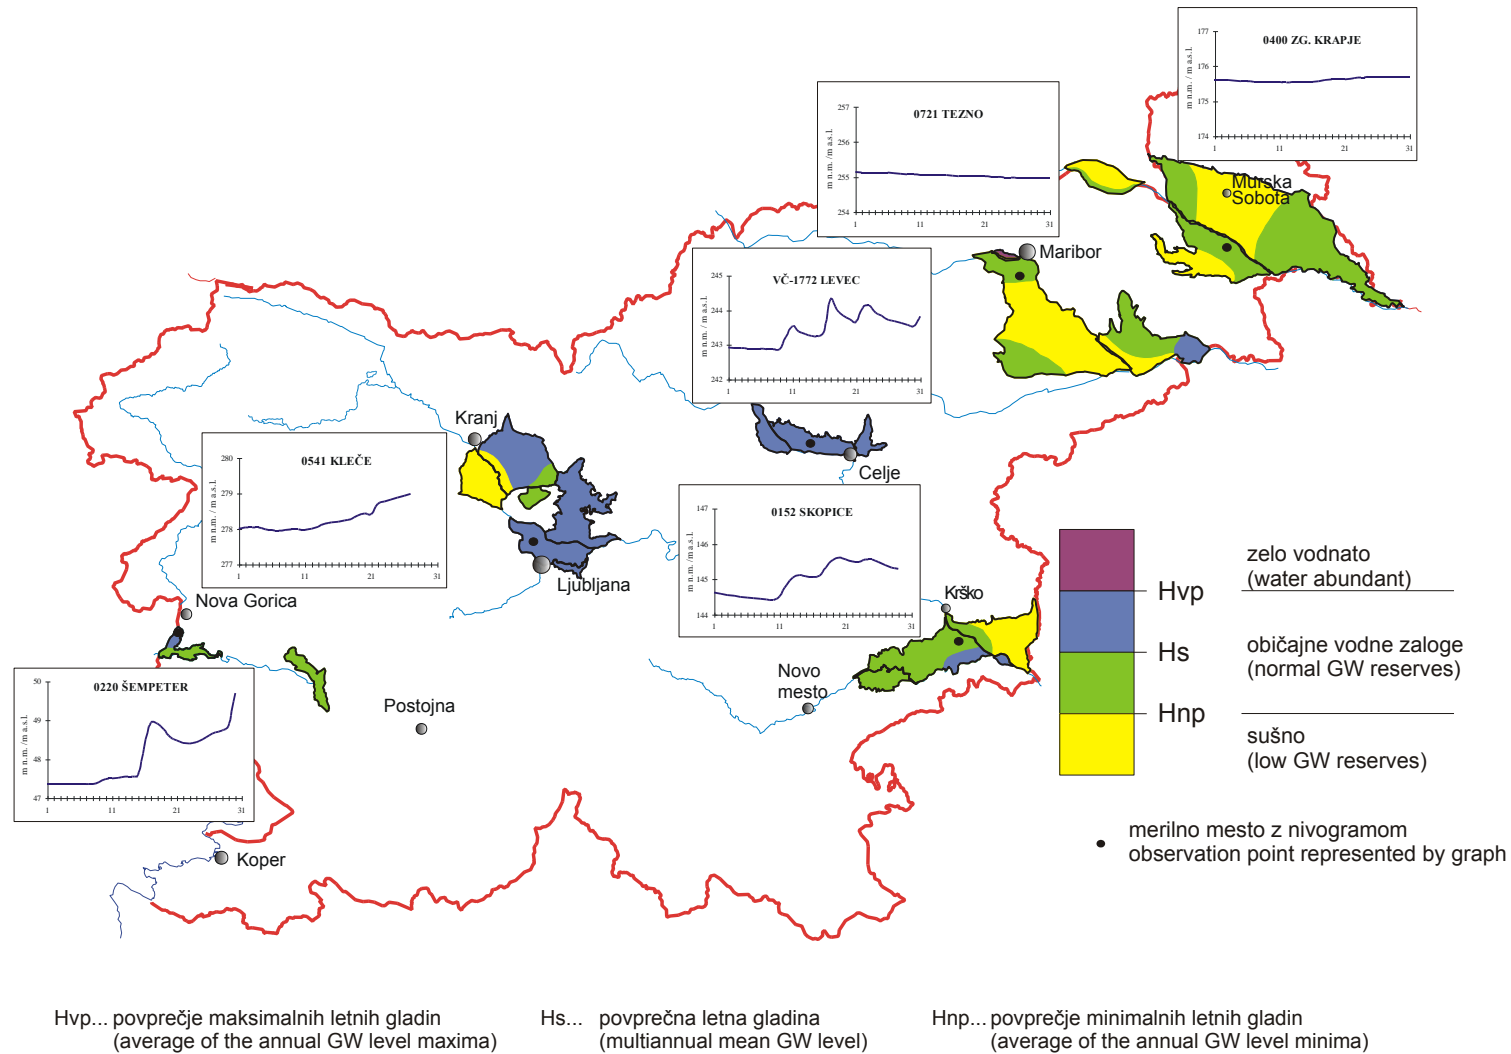 0400 ZG. KRAPJE
m n.m. / m a.s.l.
177
176
175
174
1
11
21
31
0721 TEZNO
m n.m. /m a.s.l.
257
256
255
254
1
11
21
31
Murska
Sobota
Maribor
VČ-1772 LEVEC
m n.m. / m a.s.l.
245
244
243
242
1
11
21
31
Kranj
Celje
0541 KLEČE
m n.m. / m a.s.l.
280
279
278
277
1
11
21
31
0152 SKOPICE
m n.m. /m a.s.l.
147
146
145
144
1
11
21
31
Ljubljana
Nova Gorica
Krško
Novo
mesto
Postojna
0220 ŠEMPETER
m n.m. /m a.s.l.
50
49
48
47
1
11
21
31
Koper
zelo vodnato
(water abundant)
Hvp
običajne vodne zaloge
(normal GW reserves)
Hs
Hnp
sušno
(low GW reserves)
merilno mesto z nivogramom
observation point represented by graph
Hvp... povprečje maksimalnih letnih gladin
(average of the annual GW level maxima)
Hs... povprečna letna gladina
(multiannual mean GW level)
Hnp... povprečje minimalnih letnih gladin
(average of the annual GW level minima)